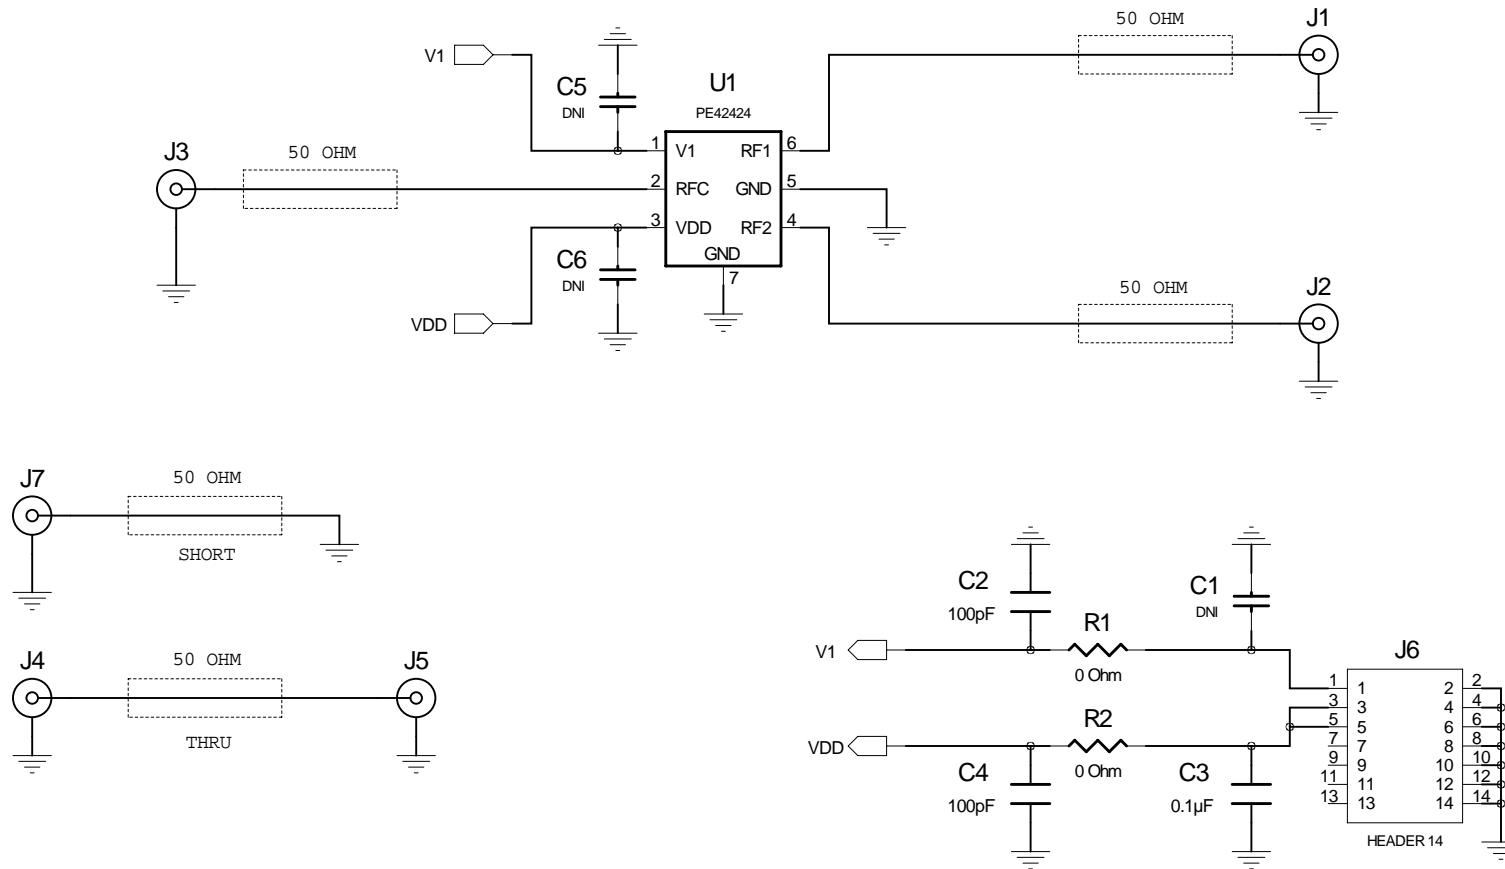 50 OHM
J1
V1
C5
DNI
U1
PE42424
1 V1 RF1 6
J3
50 OHM
2 RFC GND 5
3 VDD RF2 4
GND
7
C6
DNI
VDD
50 OHM
J2
J7
50 OHM
SHORT
J4
50 OHM
J5
THRU
C2
100pF
C1
DNI
R1
0 Ohm
V1
J6
1 1 2 2
3 3 4 4
5 5 6 6
7 7 8 8
9 9 10 10
11 11 12 12
13 13 14 14
HEADER 14
R2
0 Ohm
VDD
C4
100pF
C3
0.1µF